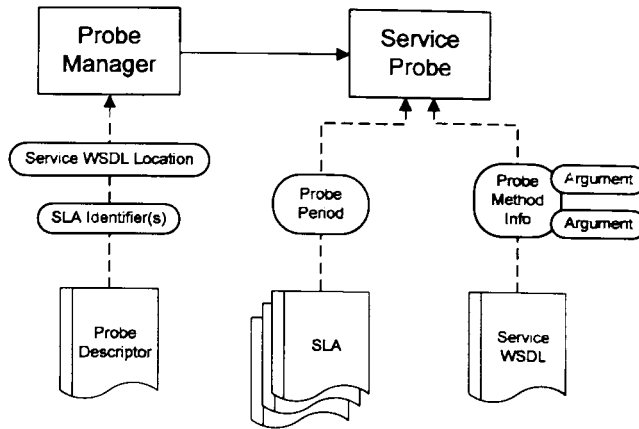 Probe
Manager
Service
Probe
Service WSDL Location
SLA Identifier(s)
Probe
Period
Probe
Method
Info
Argument
Argument
Probe
Descriptor
SLA
Service
WSDL